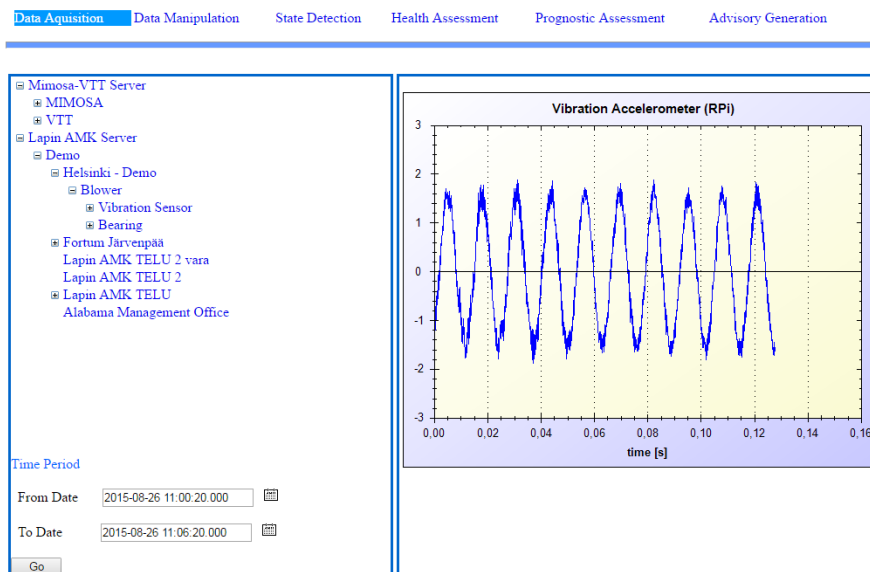 Data Aquisition Data Manipulation State Detection Health Assessment Prognostic Assessment Advisory Generation
Mimosa-VTT Server
MIMOSA
VTT
Lapin AMK Server
Demo
Helsinki - Demo
Blower
Vibration Sensor
Bearing
Fortum Järvenpää
Lapin AMK TELU 2 vara
Lapin AMK TELU 2
Lapin AMK TELU
Alabama Management Office
Time Period
From Date 2015-08-26 11:00:20.000
To Date 2015-08-26 11:06:20.000
Go
Vibration Accelerometer (RPi)
3
2
1
0
-1
-2
-3
0,00 0,02 0,04 0,06 0,08 0,10 0,12 0,14 0,16
time [s]